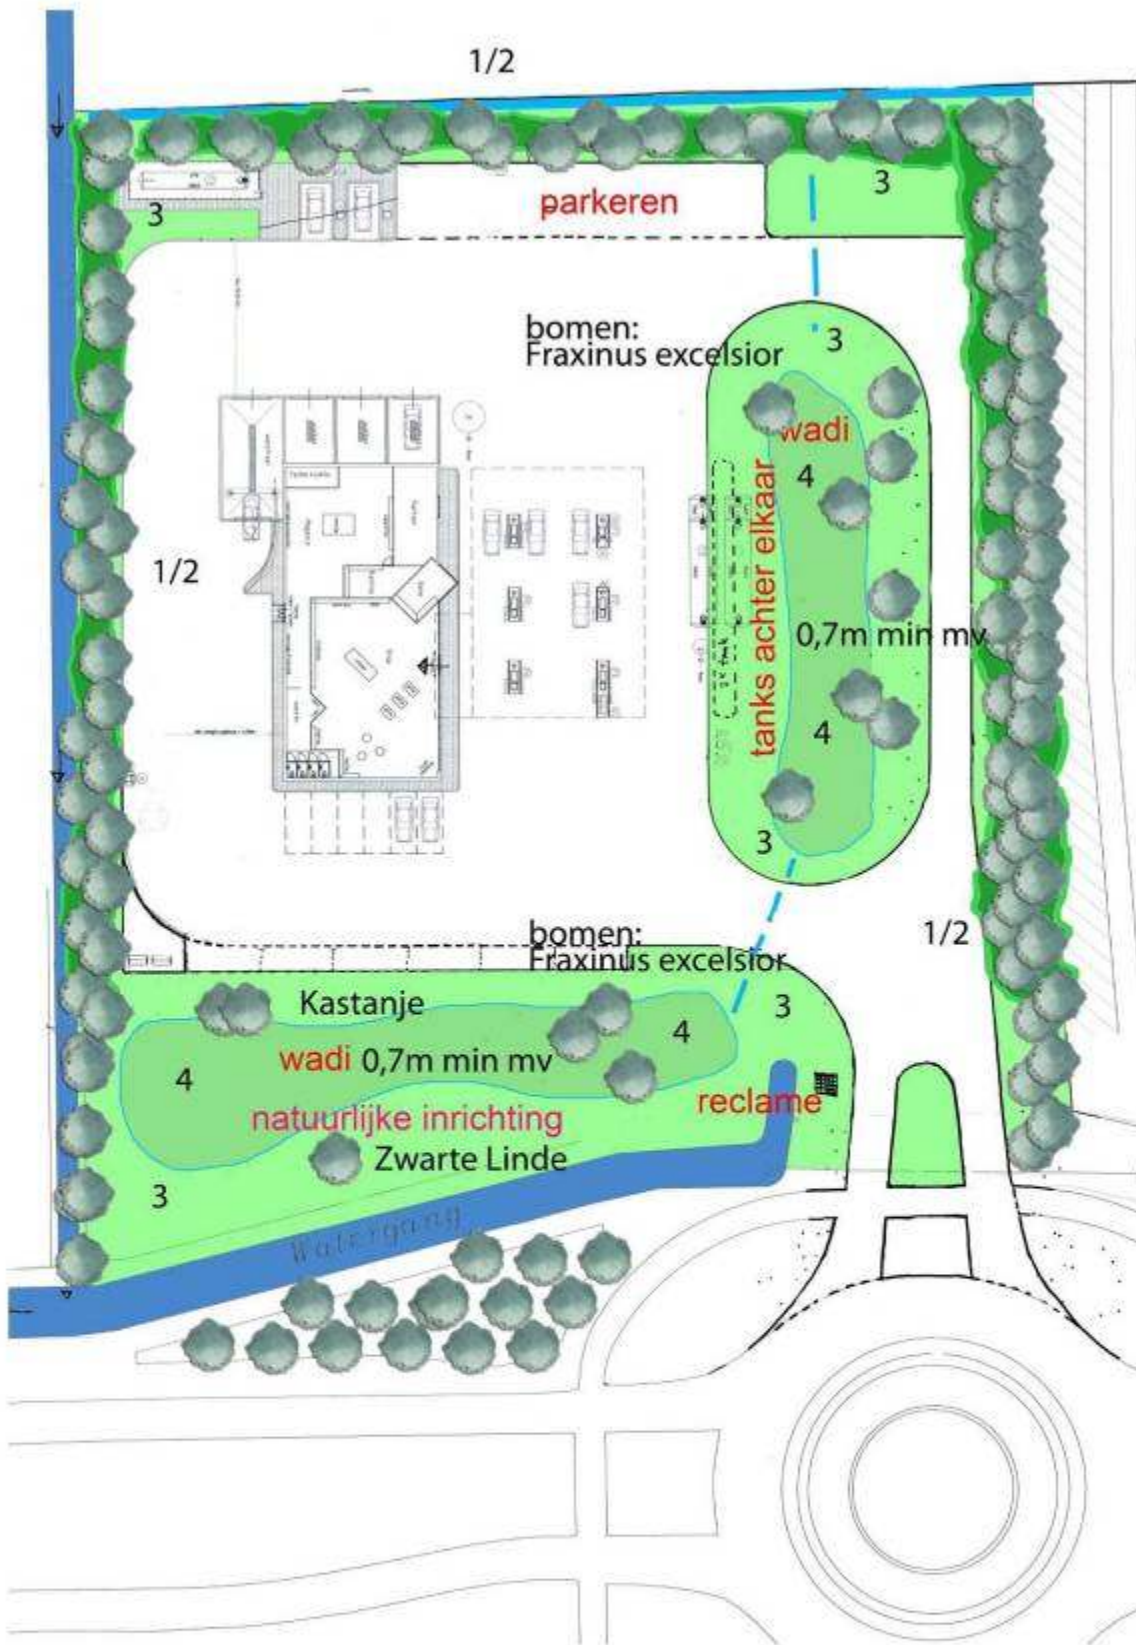 1/2
3
parkeren
3
bomen:
Fraxinus excelsior
3
wadi
4
tanks achter elkaar
1/2
0,7m min mv
2e tank
4
3
bomen:
Fraxinus excelsior
1/2
Kastanje
3
4
wadi 0,7m min mv
4
reclame
natuurlijke inrichting
Zwarte Linde
3
Watergang